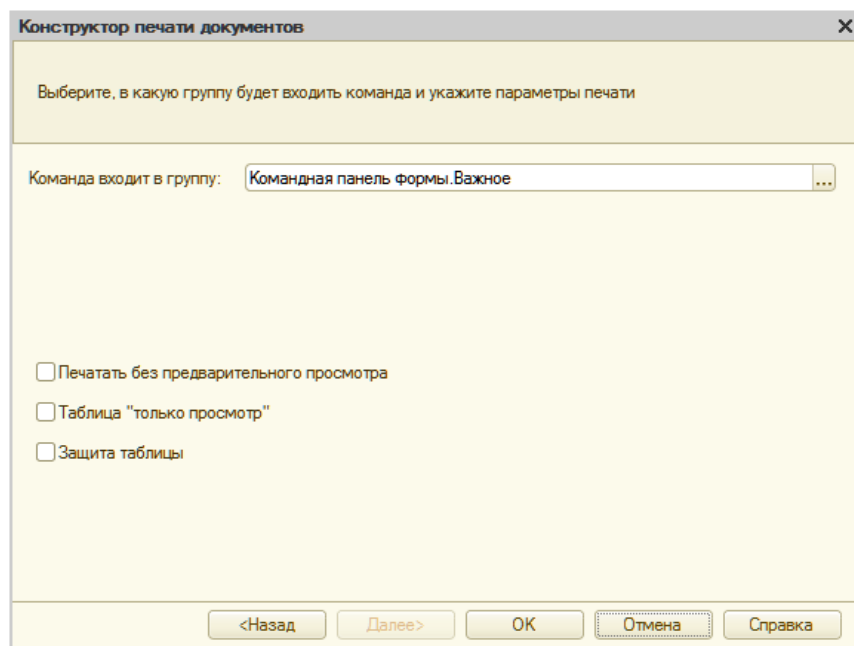 Конструктор печати документов
Выберите, в какую группу будет входить команда и укажите параметры печати
Команда входит в группу: Командная панель формы.Важное ...
Печатать без предварительного просмотра
Таблица "только просмотр"
Защита таблицы
<Назад Далее> ОК Отмена Справка